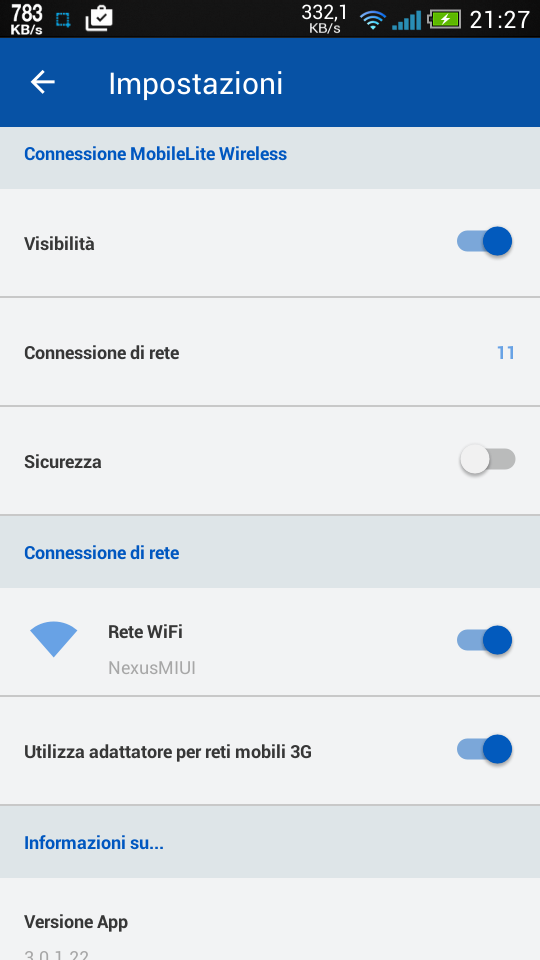 783
KB/s
332,1
KB/s
21:27
Impostazioni
Connessione MobileLite Wireless
Visibilità
Connessione di rete
11
Sicurezza
Connessione di rete
Rete WiFi
NexusMIUI
Utilizza adattatore per reti mobili 3G
Informazioni su...
Versione App
3.0.1.22